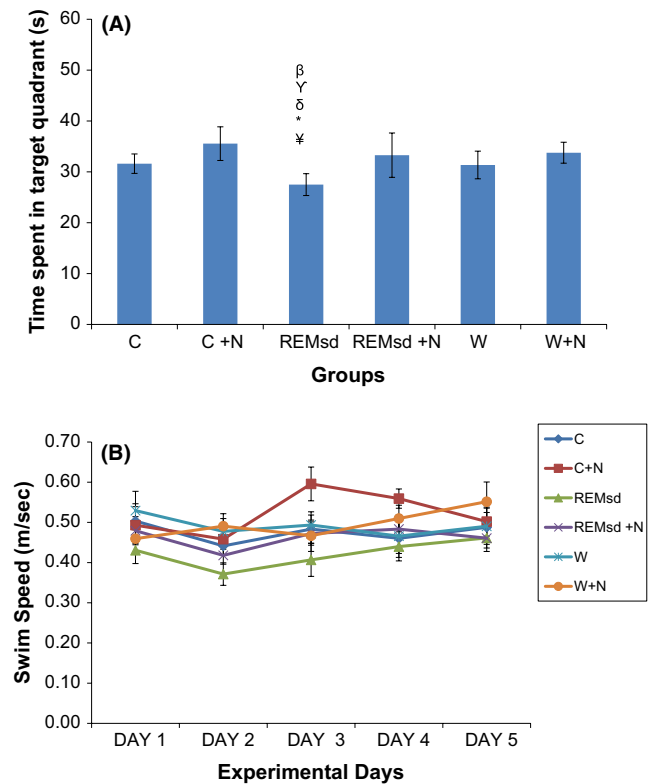 (A)
Time spent in target quadrant (s)
60
50
40
30
20
10
0
β
ϒ
δ
*
¥
C
C +N
REMsd
REMsd +N
W
W+N
Groups
(B)
Swim Speed (m/sec)
0.70
0.60
0.50
0.40
0.30
0.20
0.10
0.00
DAY 1
DAY 2
DAY 3
DAY 4
DAY 5
Experimental Days
C
C+N
REMsd
REMsd +N
W
W+N